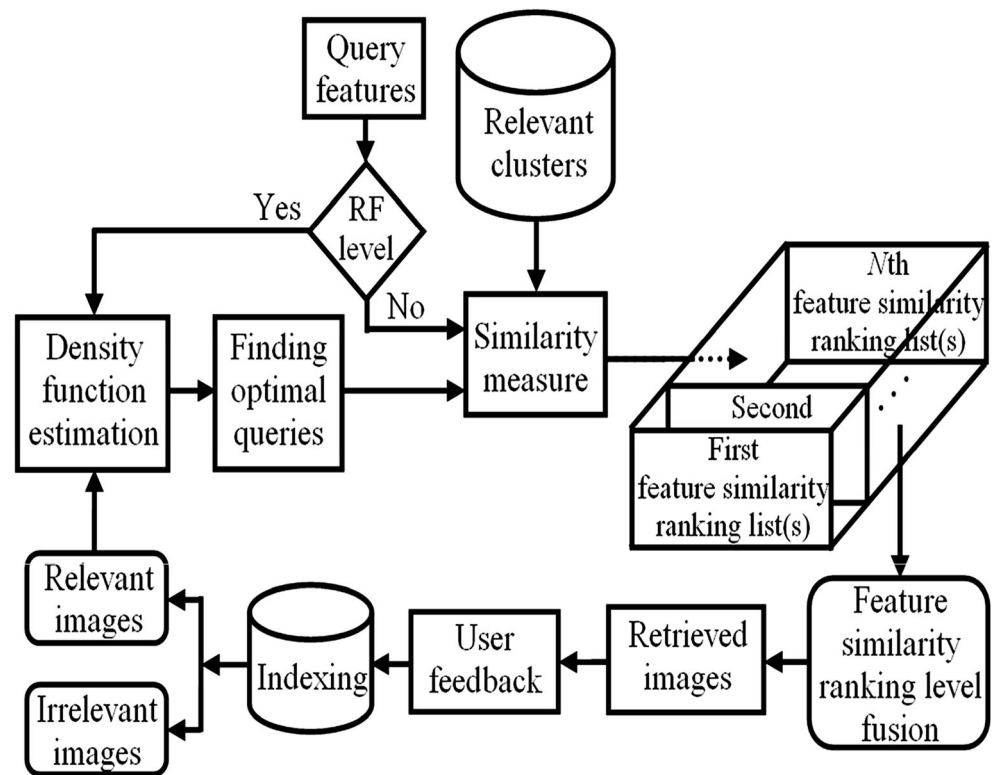 Query
features
Relevant
clusters
Yes
RF
level
No
Density
function
estimation
Finding
optimal
queries
Similarity
measure
Nth
feature similarity
ranking list(s)
Second
First
feature similarity
ranking list(s)
Relevant
images
Irrelevant
images
Indexing
User
feedback
Retrieved
images
Feature
similarity
ranking level
fusion